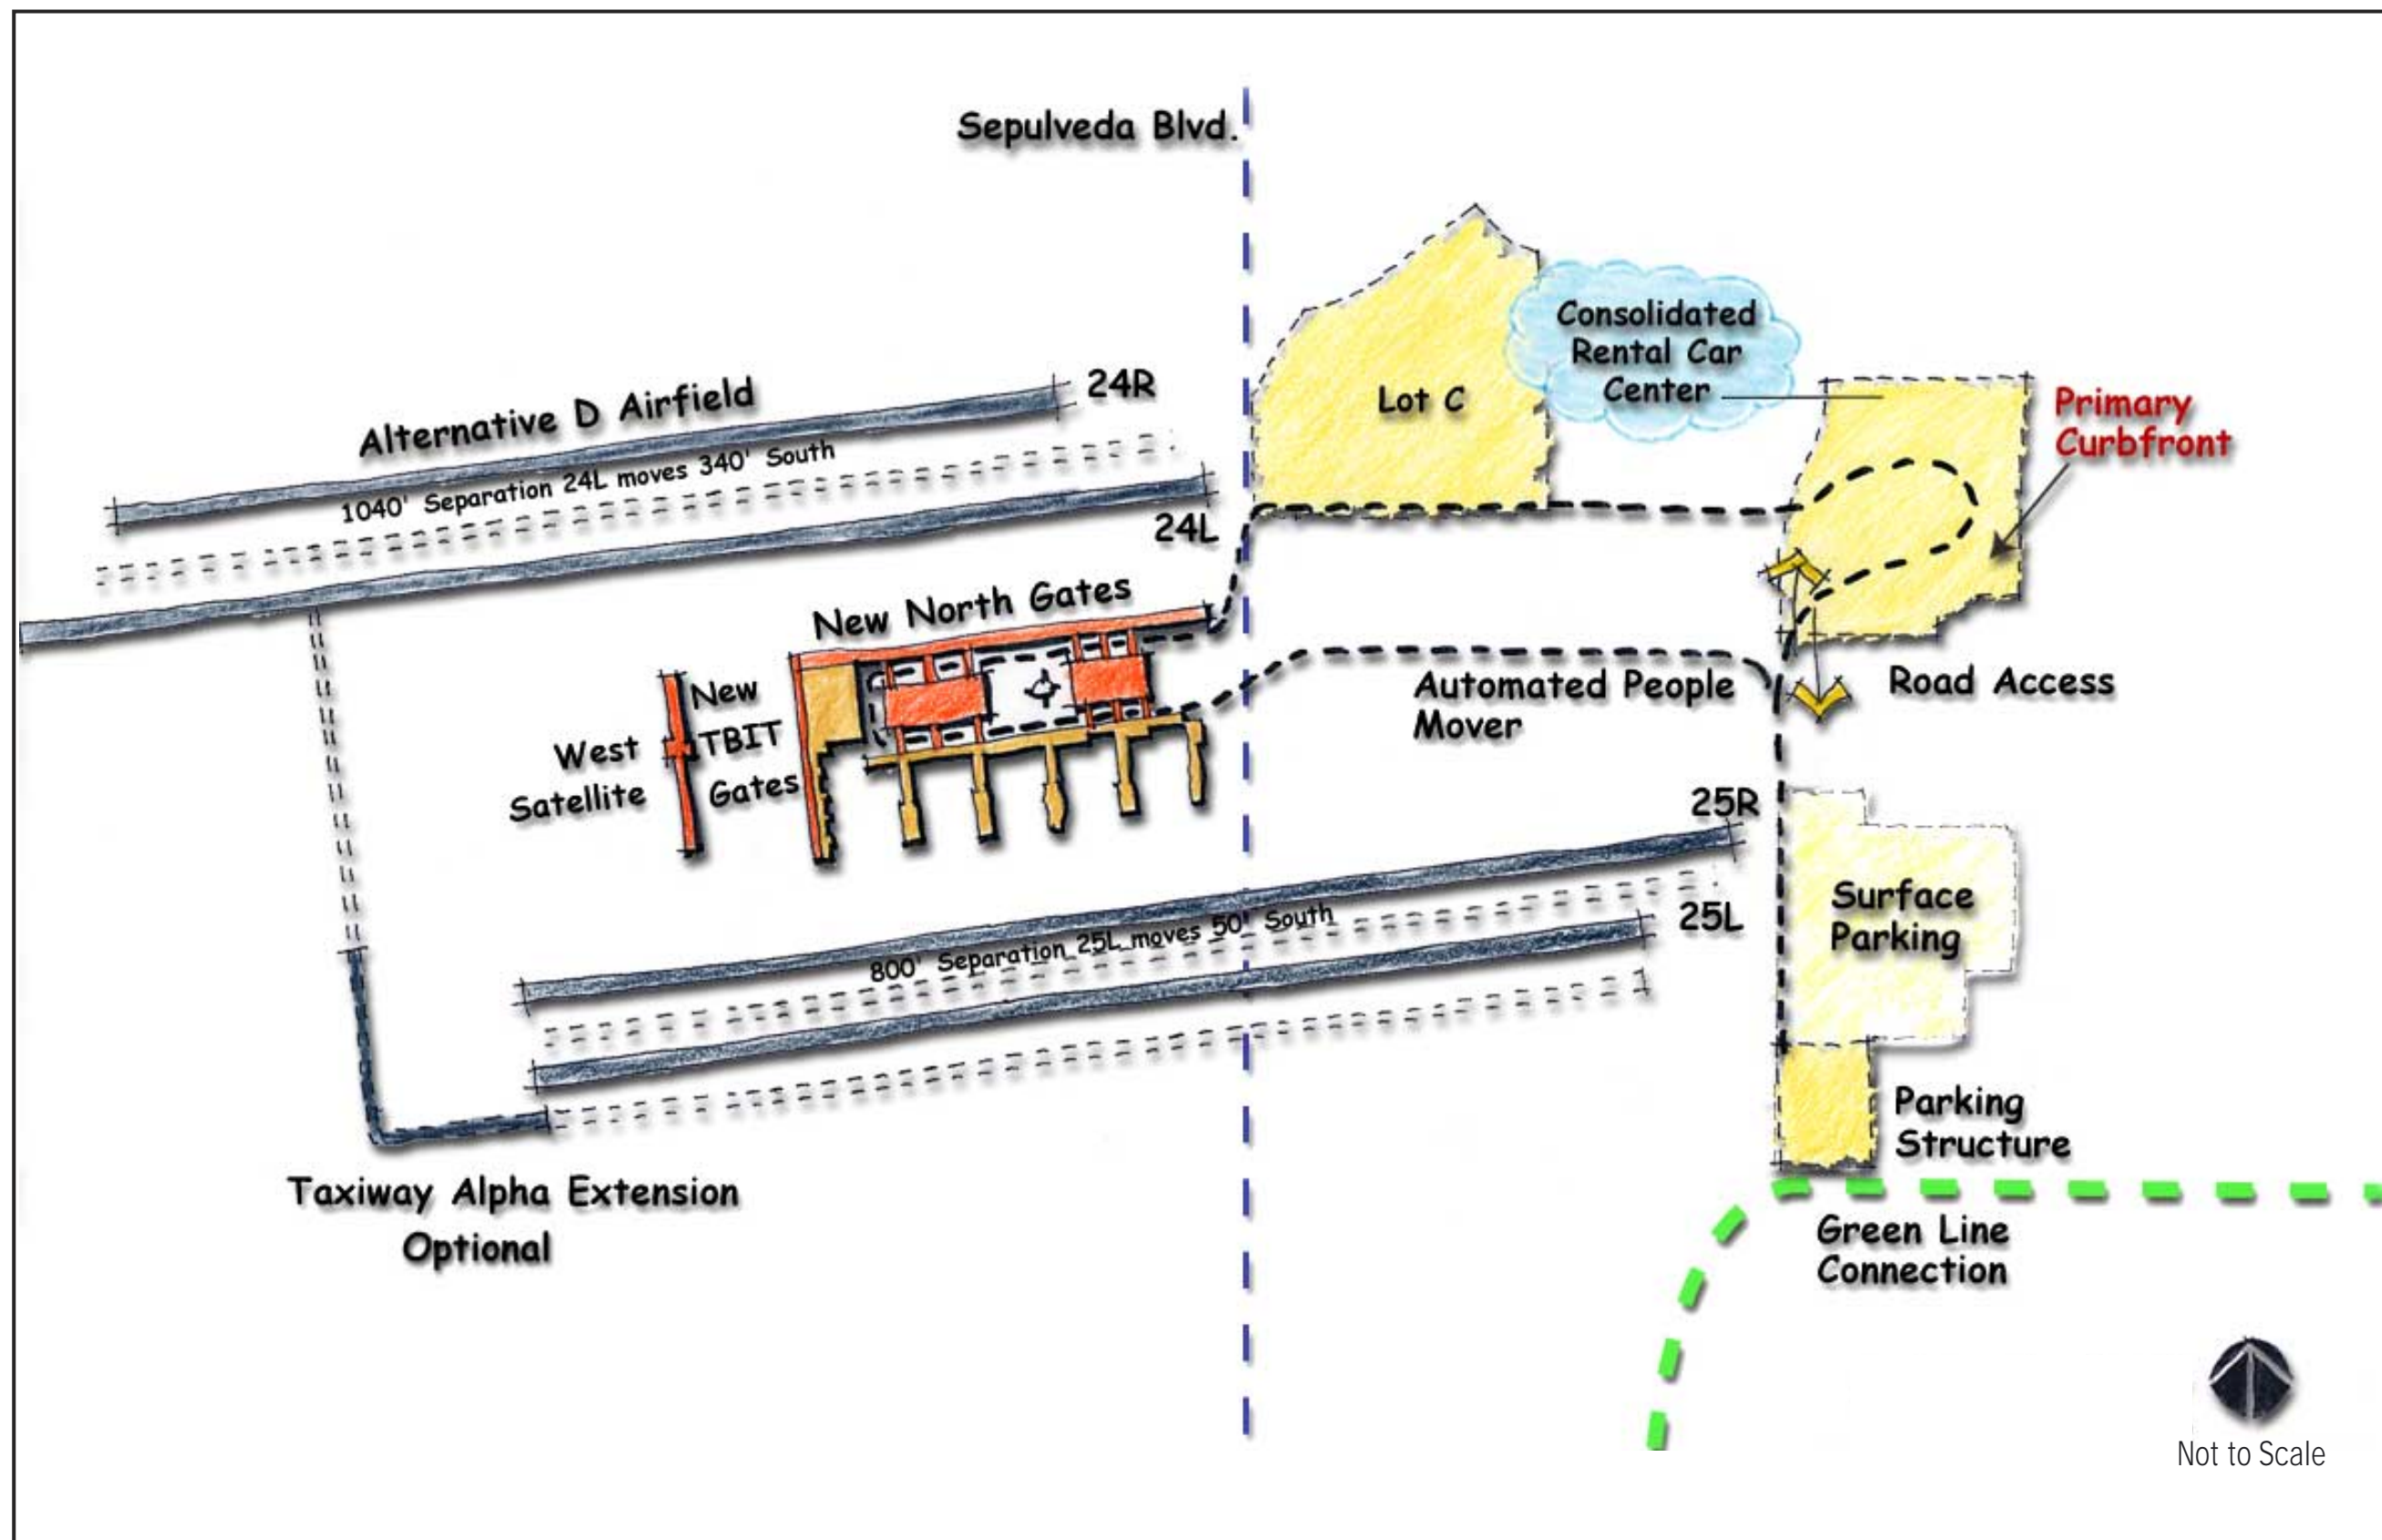 Sepulveda Blvd.
Consolidated
Rental Car
Center
Lot C
Primary
Curbfront
24R
Alternative D Airfield
1040' Separation 24L moves 340' South
24L
New North Gates
New
TBIT
Gates
West
Satellite
Automated People
Mover
Road Access
25R
25L
800' Separation 25L moves 50' South
Surface
Parking
Parking
Structure
Taxiway Alpha Extension
Optional
Green Line
Connection
Not to Scale